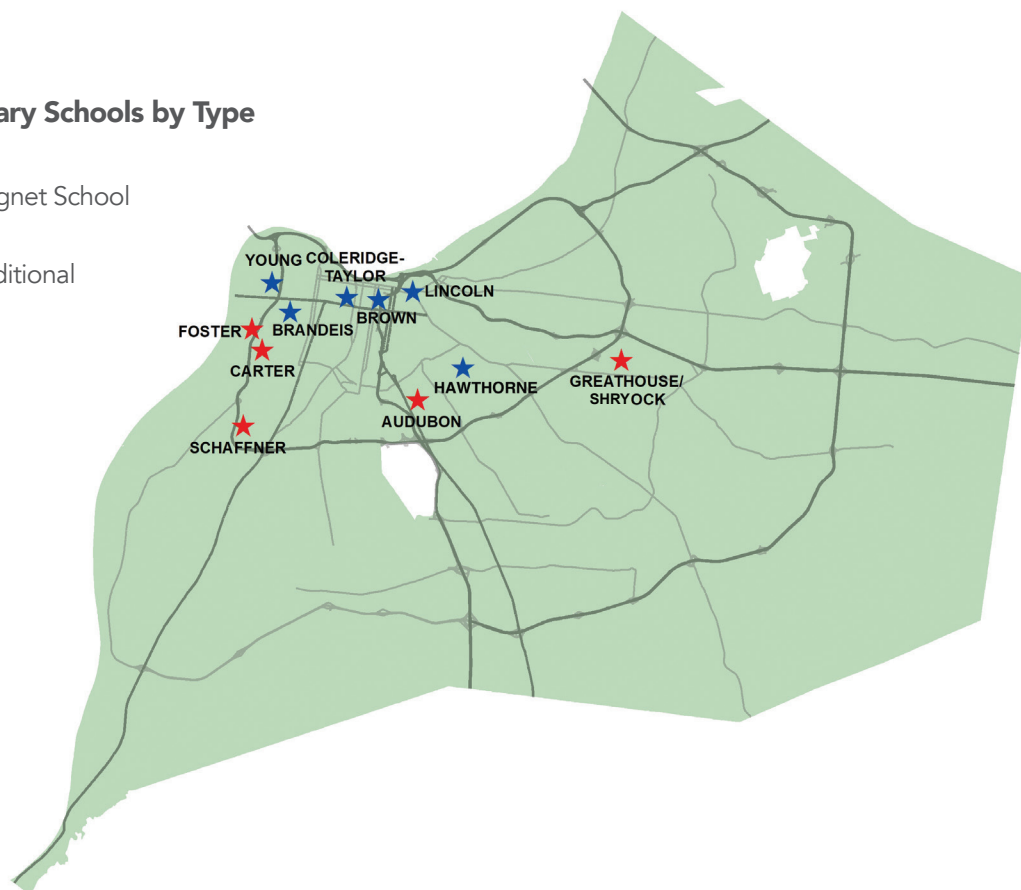 ary Schools by Type
gnet School
ditional
YOUNG
COLERIDGE-
TAYLOR
LINCOLN
BROWN
BRANDEIS
FOSTER
CARTER
HAWTHORNE
GREATHOUSE/
SHRYOCK
AUDUBON
SCHAFFNER